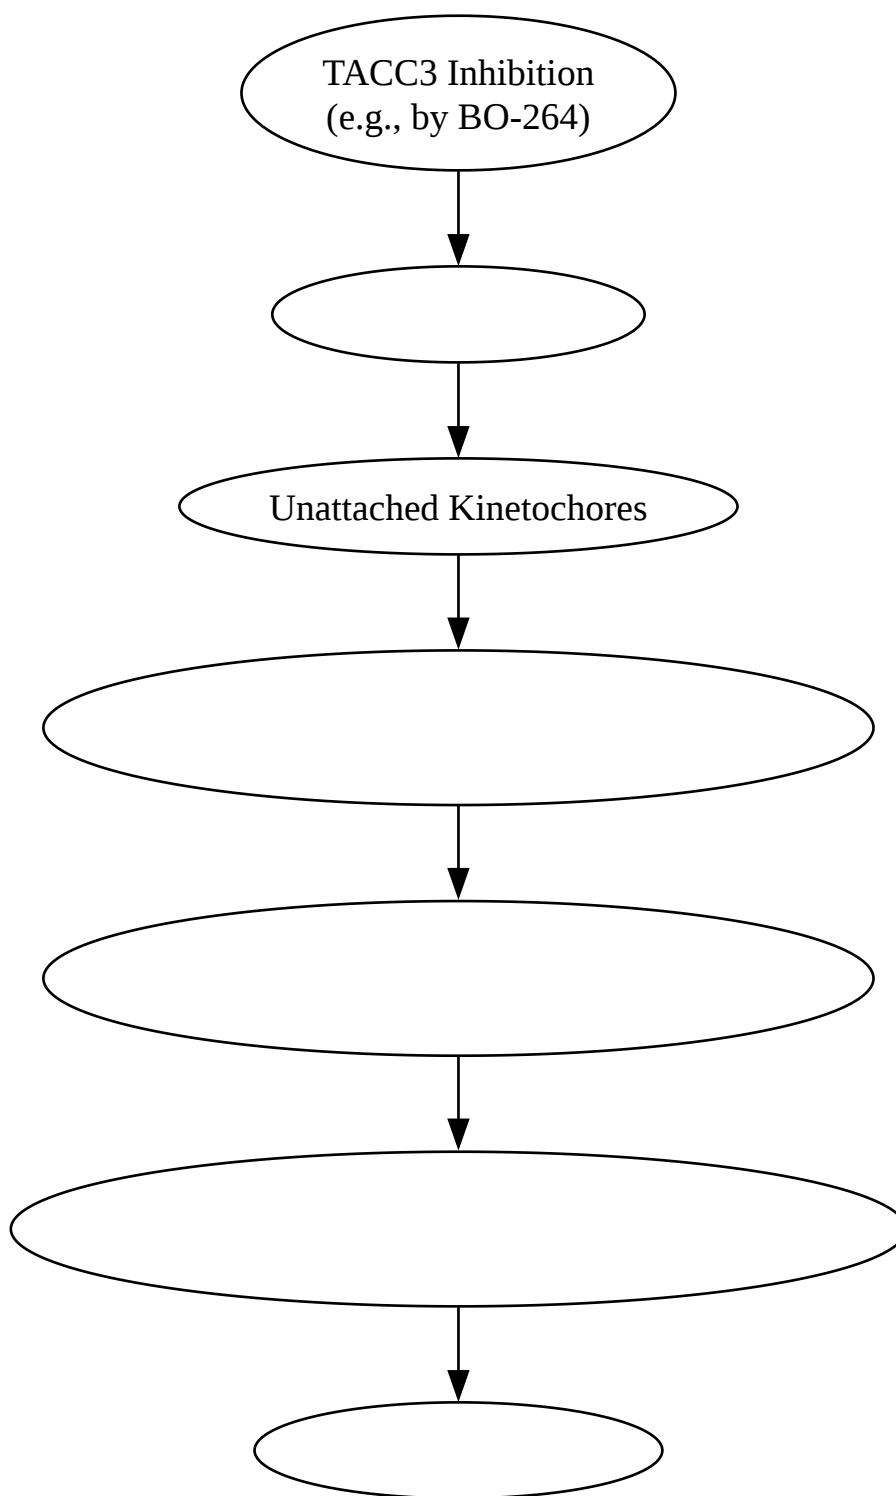 TACC3 Inhibition
(e.g., by BO-264)
Unattached Kinetochores